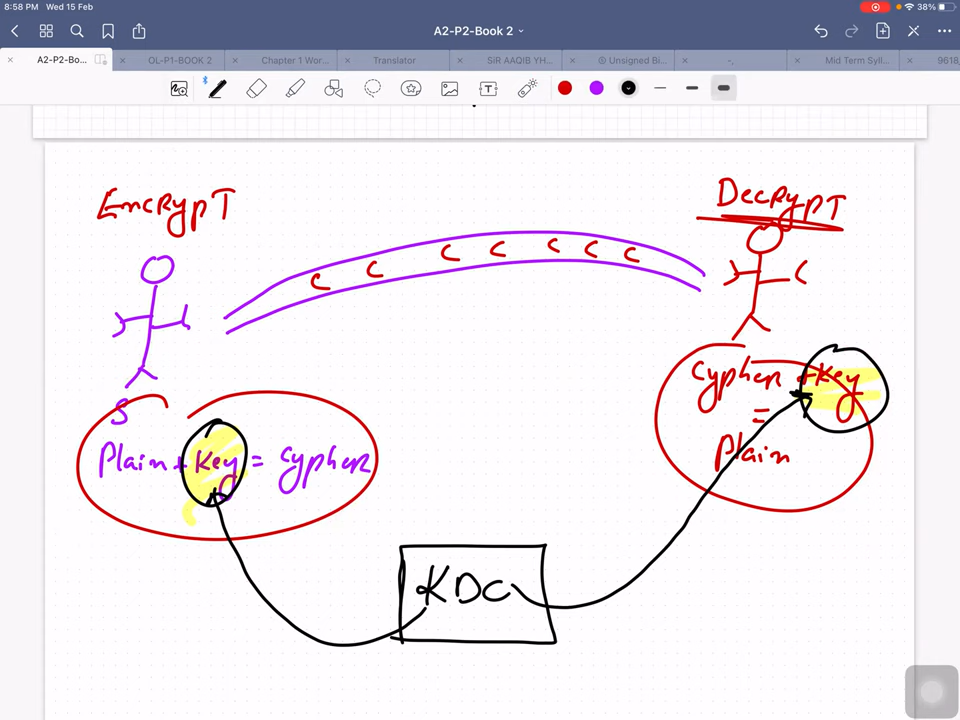 8:58 PM Wed 15 Feb
38%
A2-P2-Book 2
A2-P2-Bo...
OL-P1-BOOK 2
Chapter 1 Wor...
Translator
SiR AAQIB YH...
Unsigned Bi...
Mid Term Syll...
9618
EncrypT
DecrypT
C C C C C C C
S
Plain + Key = Cypher
Cypher + Key
=
Plain
KDC